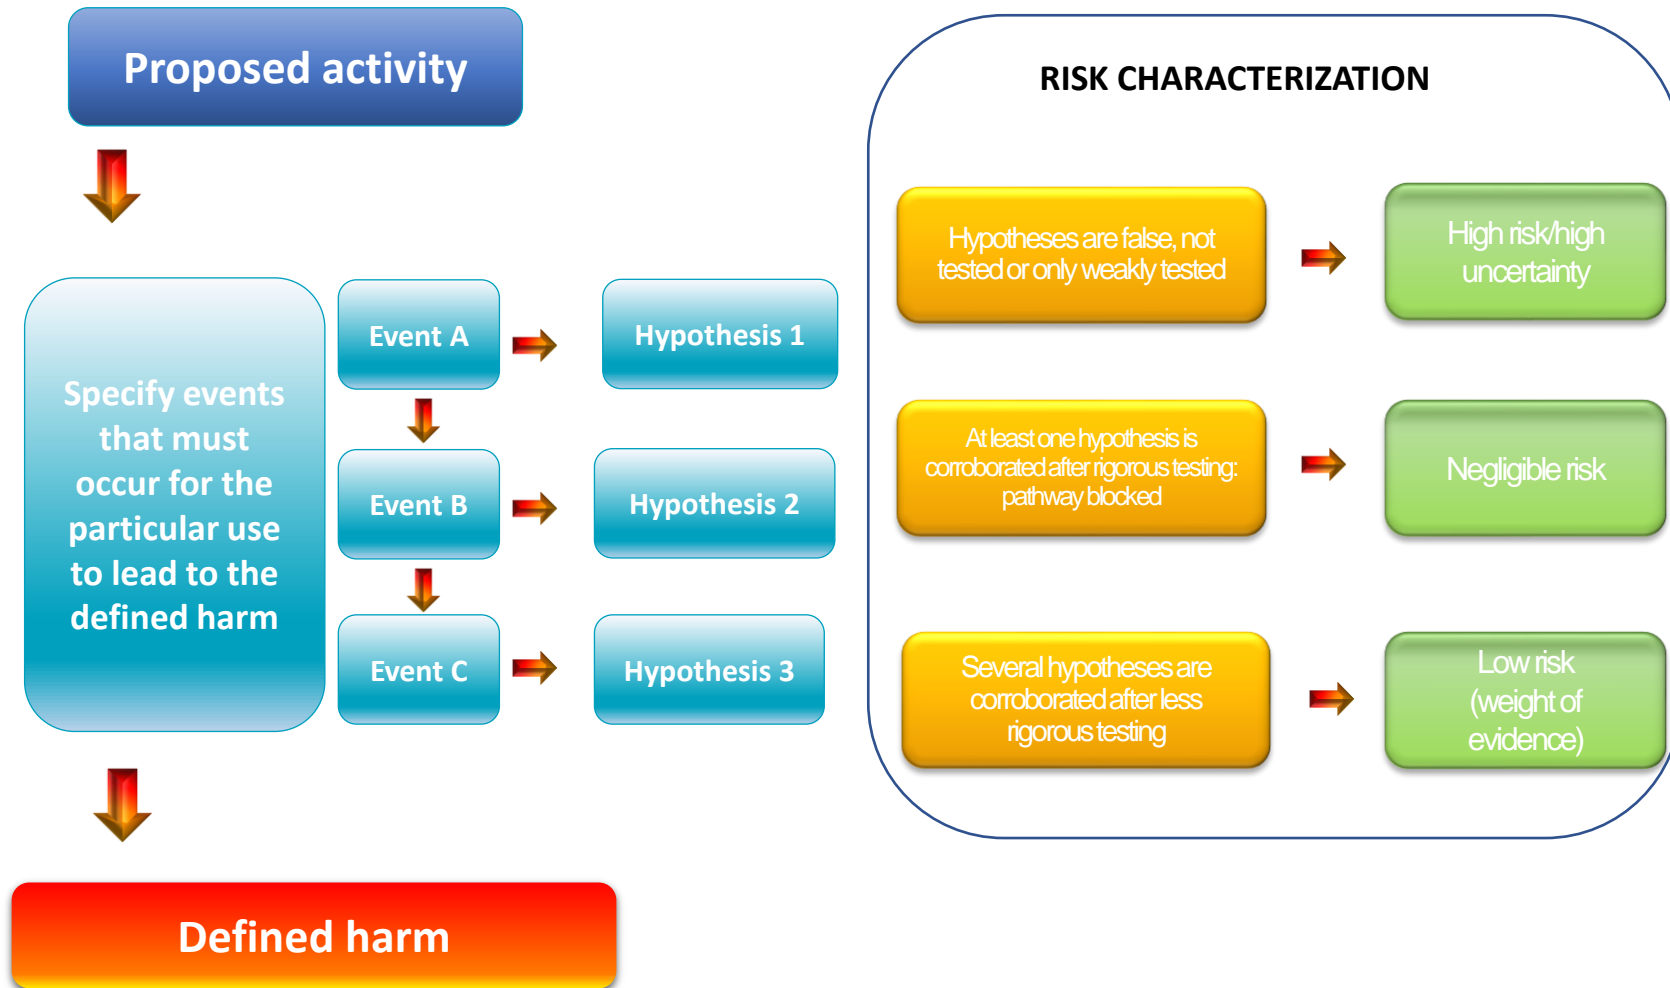 Proposed activity
Specify events
that must
occur for the
particular use
to lead to the
defined harm
Event A
Hypothesis 1
Event B
Hypothesis 2
Event C
Hypothesis 3
Defined harm
RISK CHARACTERIZATION
Hypotheses are false, not
tested or only weakly tested
High risk/high
uncertainty
At least one hypothesis is
corroborated after rigorous testing:
pathway blocked
Negligible risk
Several hypotheses are
corroborated after less
rigorous testing
Low risk
(weight of
evidence)